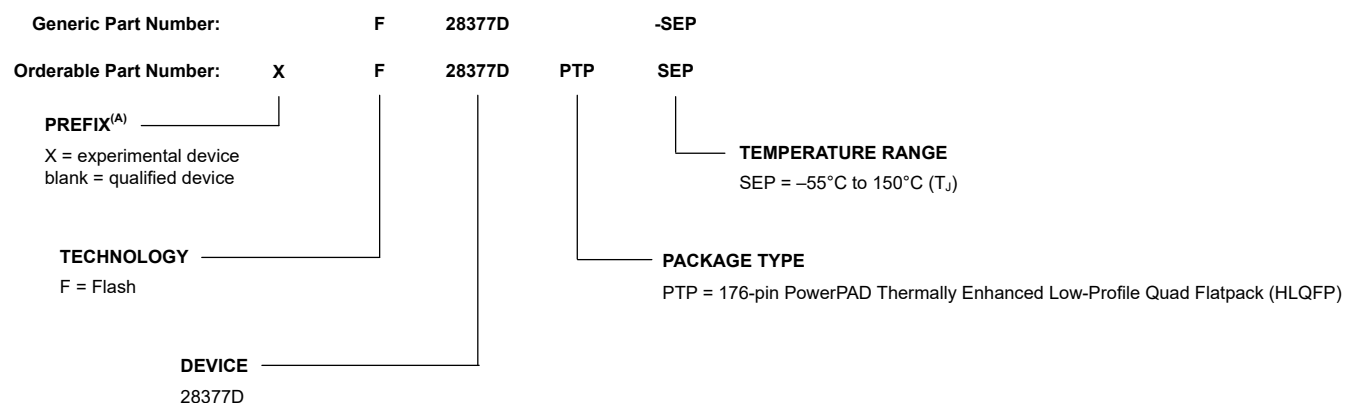 Generic Part Number: F 28377D -SEP
Orderable Part Number: X F 28377D PTP SEP
PREFIX(A)
X = experimental device
blank = qualified device
TEMPERATURE RANGE
SEP = –55°C to 150°C (TJ)
TECHNOLOGY
F = Flash
PACKAGE TYPE
PTP = 176-pin PowerPAD Thermally Enhanced Low-Profile Quad Flatpack (HLQFP)
DEVICE
28377D